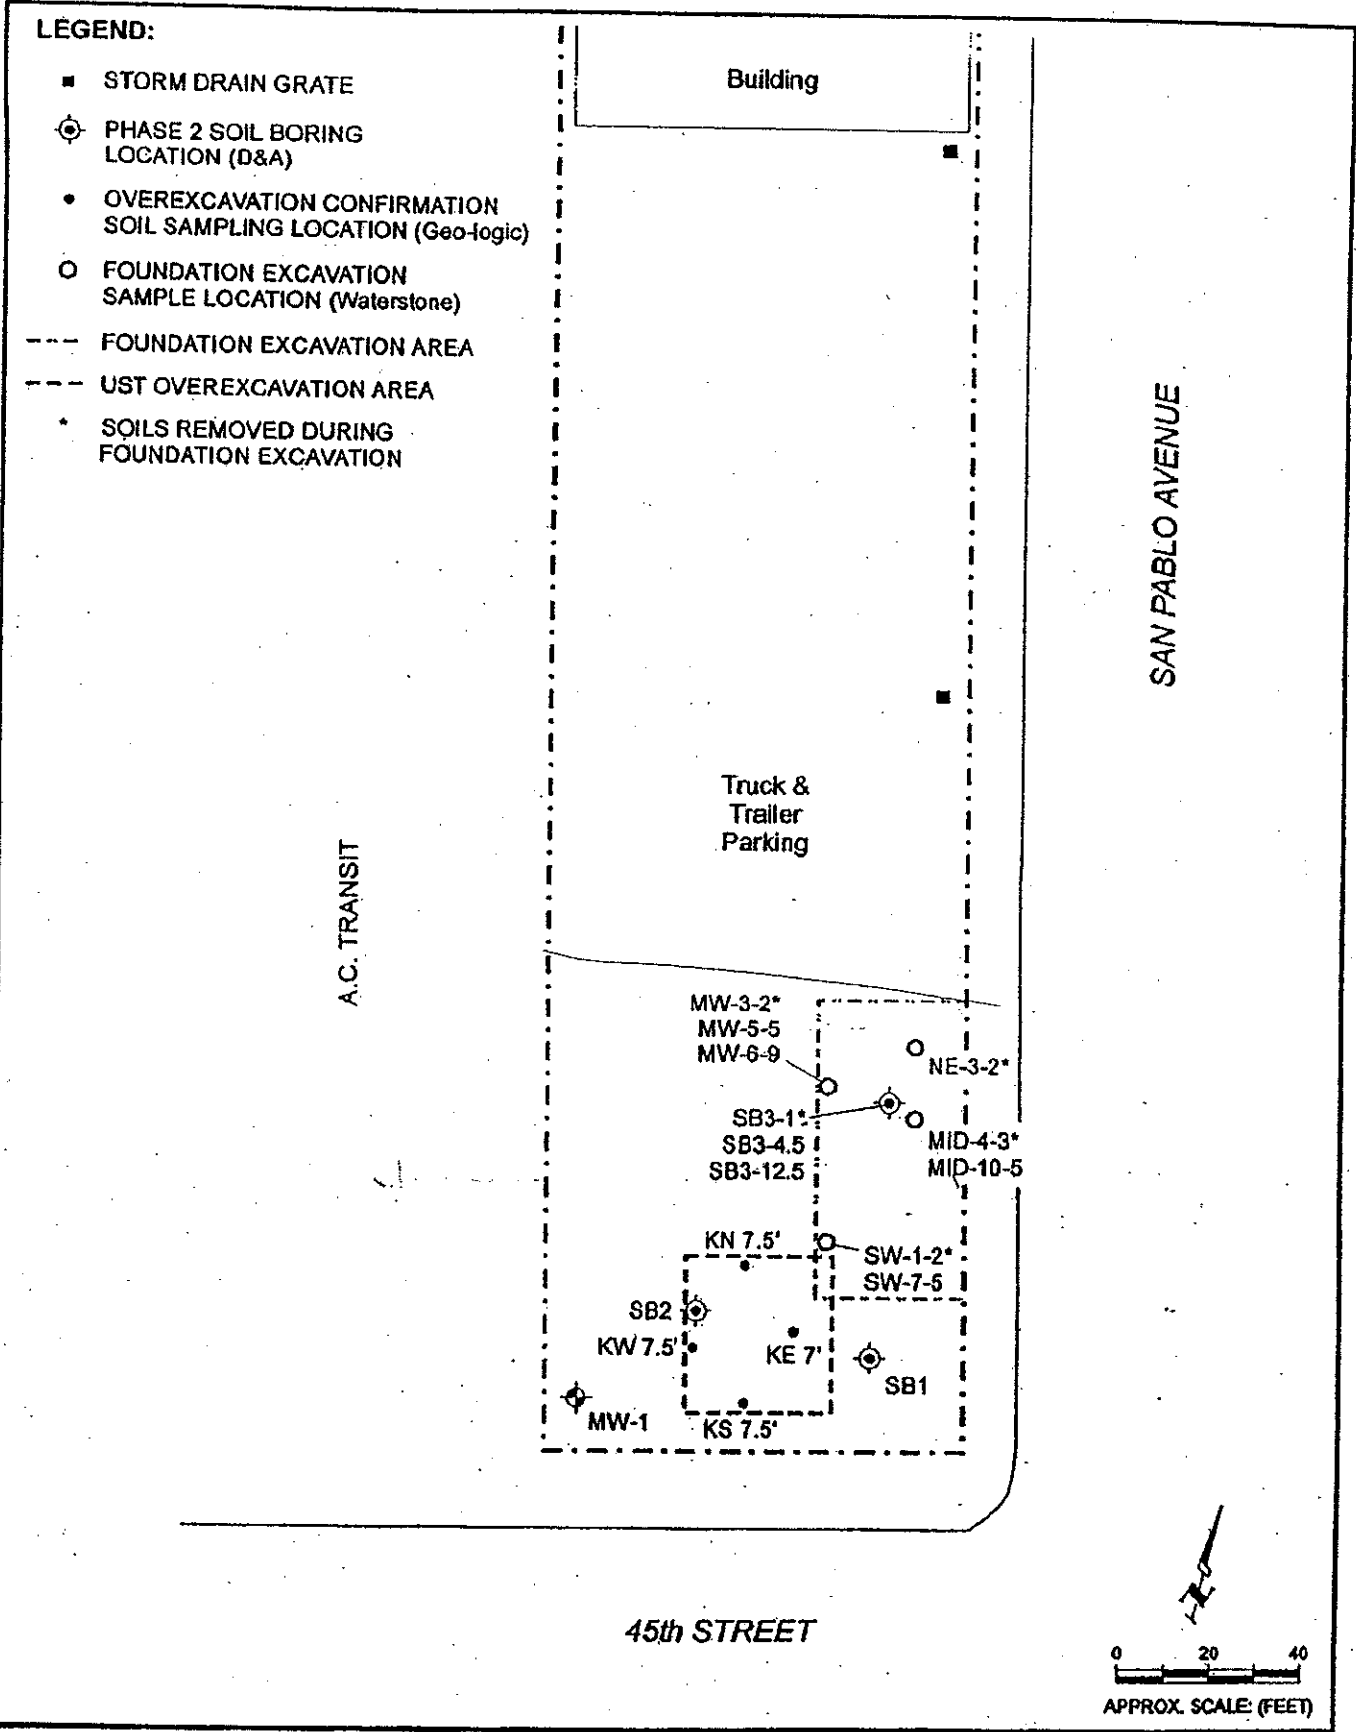 LEGEND:
STORM DRAIN GRATE
PHASE 2 SOIL BORING
LOCATION (D&A)
OVEREXCAVATION CONFIRMATION
SOIL SAMPLING LOCATION (Geo-logic)
FOUNDATION EXCAVATION
SAMPLE LOCATION (Waterstone)
FOUNDATION EXCAVATION AREA
UST OVEREXCAVATION AREA
* SOILS REMOVED DURING
FOUNDATION EXCAVATION
Building
SAN PABLO AVENUE
Truck &
Trailer
Parking
A.C. TRANSIT
MW-3-2*
MW-5-5
MW-6-9
NE-3-2*
SB3-1*
SB3-4.5
SB3-12.5
MID-4-3*
MID-10-5
KN 7.5'
SW-1-2*
SW-7-5
SB2
KW 7.5'
KE 7'
SB1
MW-1
KS 7.5'
45th STREET
N
0 20 40
APPROX. SCALE: (FEET)